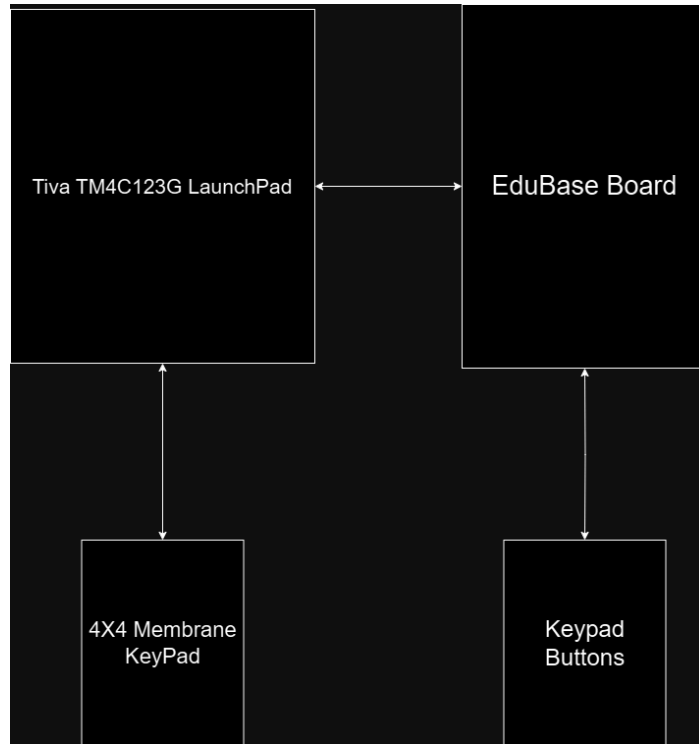 Tiva TM4C123G LaunchPad
EduBase Board
4X4 Membrane
KeyPad
Keypad
Buttons